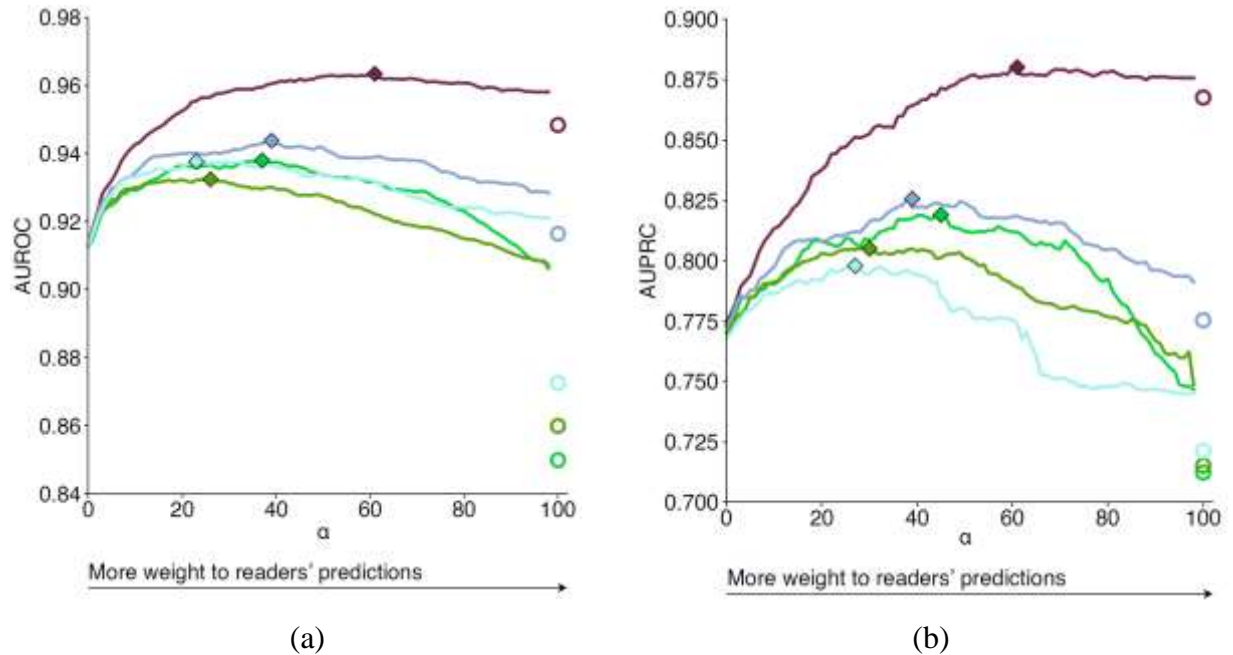 0.98
0.96
0.94
0.92
0.90
0.88
0.86
0.84
AUROC
0 20 40 60 80 100
α
More weight to readers' predictions
(a)
0.900
0.875
0.850
0.825
0.800
0.775
0.750
0.725
0.700
AUPRC
0 20 40 60 80 100
α
More weight to readers' predictions
(b)